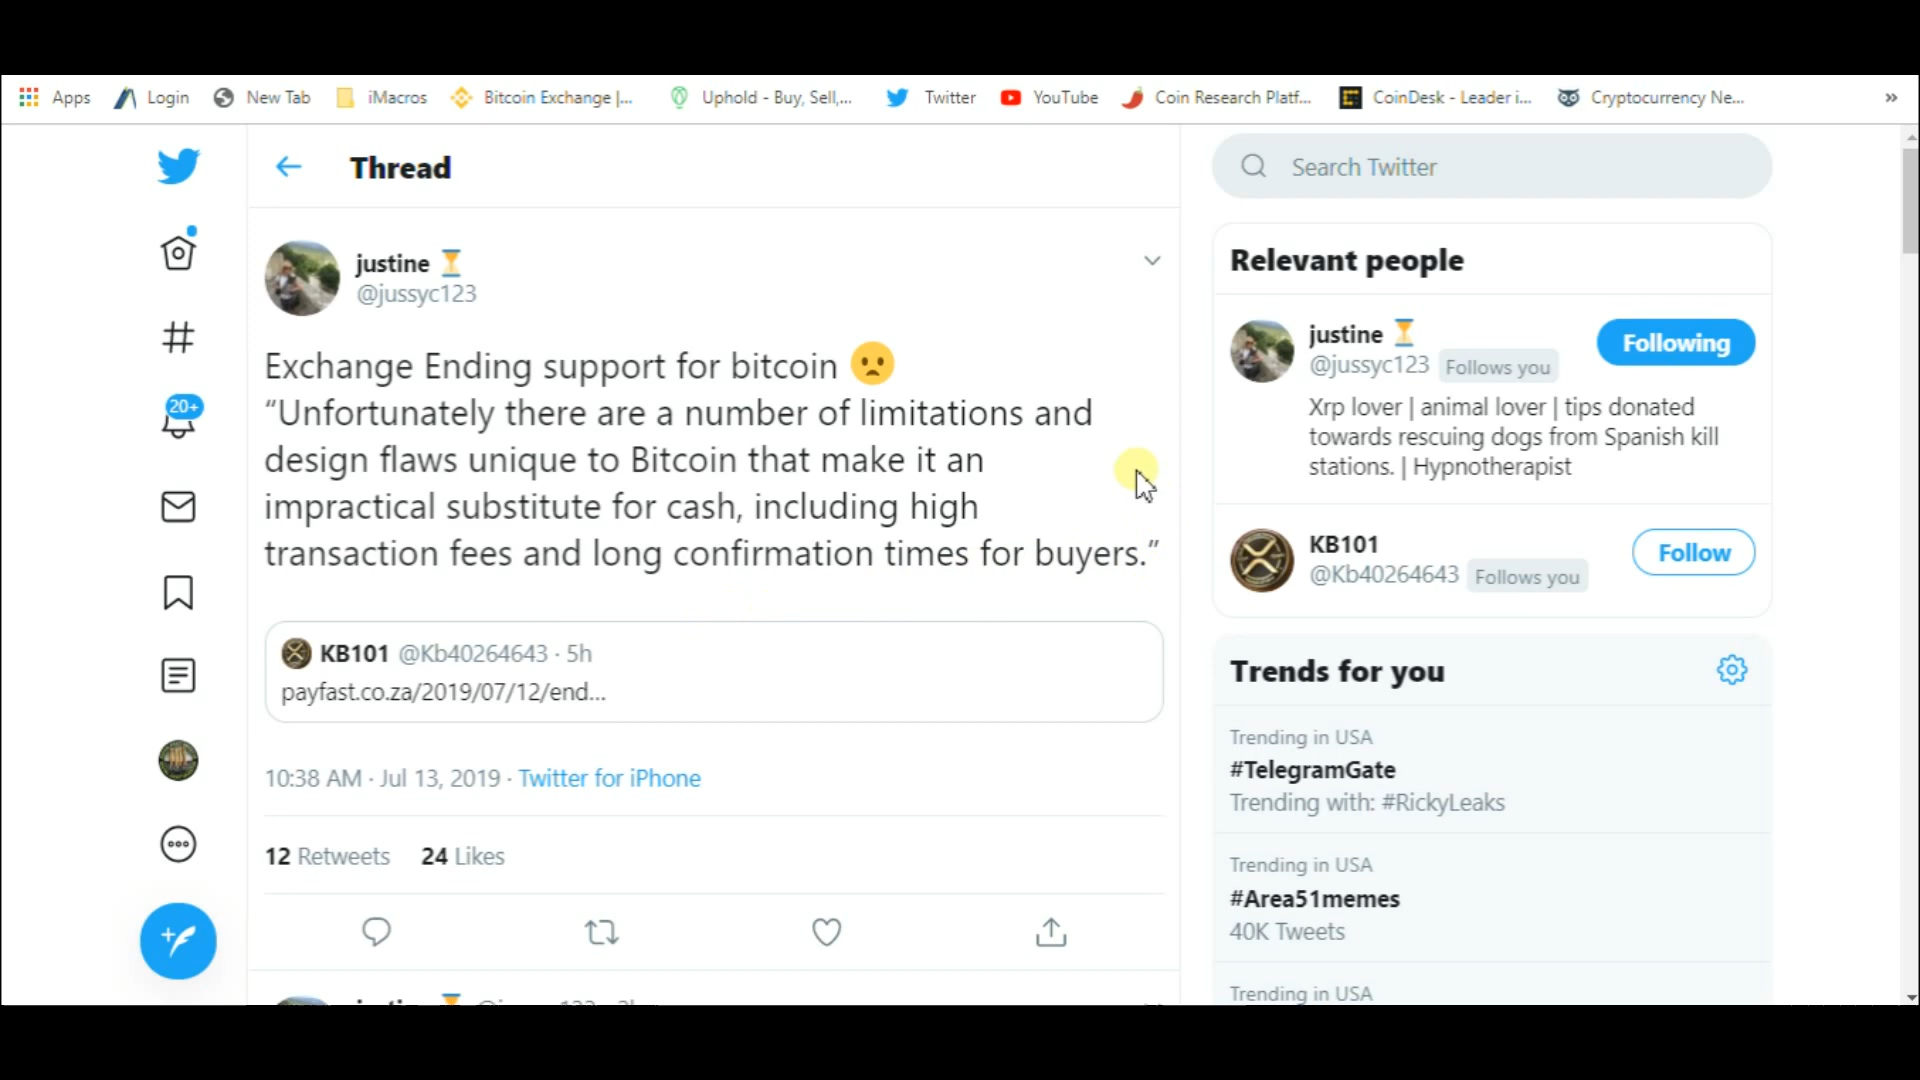 Apps Login New Tab iMacros Bitcoin Exchange |... Uphold - Buy, Sell,... Twitter YouTube Coin Research Platf... CoinDesk - Leader i... Cryptocurrency Ne... »
Thread
Search Twitter
20+
justine ⏳
@jussyc123
Exchange Ending support for bitcoin 🙁
“Unfortunately there are a number of limitations and
design flaws unique to Bitcoin that make it an
impractical substitute for cash, including high
transaction fees and long confirmation times for buyers.”
KB101 @Kb40264643 · 5h
payfast.co.za/2019/07/12/end...
10:38 AM · Jul 13, 2019 · Twitter for iPhone
12 Retweets 24 Likes
Relevant people
justine ⏳
Following
@jussyc123 Follows you
Xrp lover | animal lover | tips donated
towards rescuing dogs from Spanish kill
stations. | Hypnotherapist
KB101
Follow
@Kb40264643 Follows you
Trends for you
Trending in USA
#TelegramGate
Trending with: #RickyLeaks
Trending in USA
#Area51memes
40K Tweets
Trending in USA